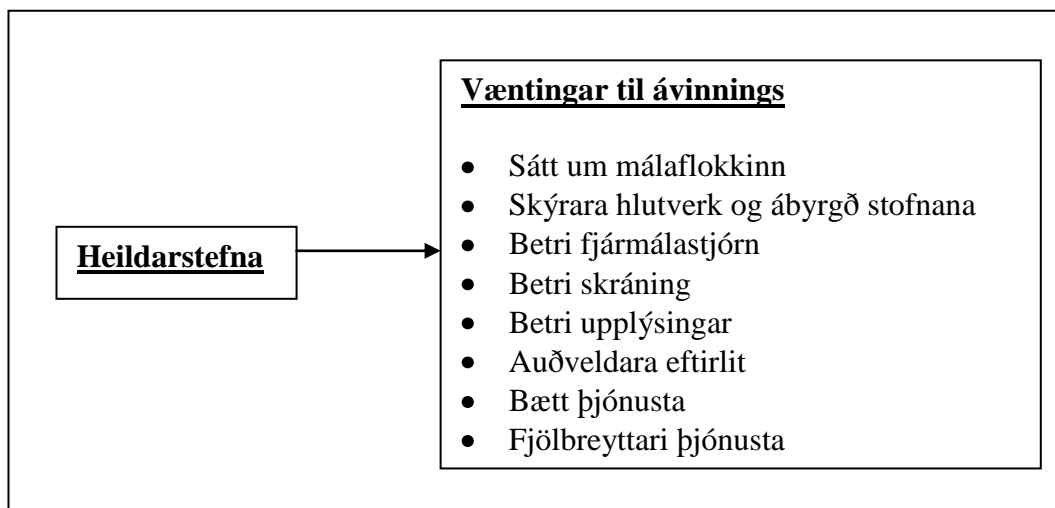 Heildarstefna
Væntingar til ávinnings
• Sátt um málaflokkinn
• Skýrara hlutverk og ábyrgð stofnana
• Betri fjármálastjórn
• Betri skráning
• Betri upplýsingar
• Auðveldara eftirlit
• Bætt þjónusta
• Fjölbreyttari þjónusta